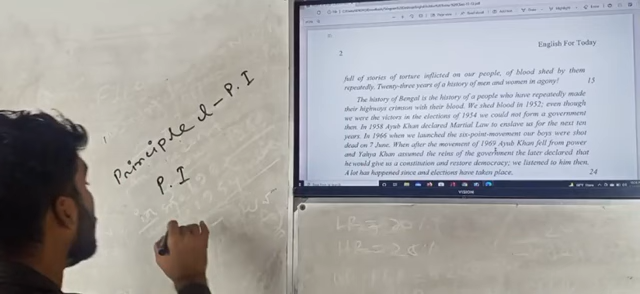 Principle of - P.I
P.I
2
English For Today
full of stories of torture inflicted on our people, of blood shed by them
repeatedly. Twenty-three years of a history of men and women in agony!
15
The history of Bengal is the history of a people who have repeatedly made
their highways crimson with their blood. We shed blood in 1952; even though
we were the victors in the elections of 1954 we could not form a government
then. In 1958 Ayub Khan declared Martial Law to enslave us for the next ten
years. In 1966 when we launched the six-point-movement our boys were shot
dead on 7 June. When after the movement of 1969 Ayub Khan fell from power
and Yahya Khan assumed the reins of the government the later declared that
he would give us a constitution and restore democracy; we listened to him then.
A lot has happened since and elections have taken place.
24
VISION